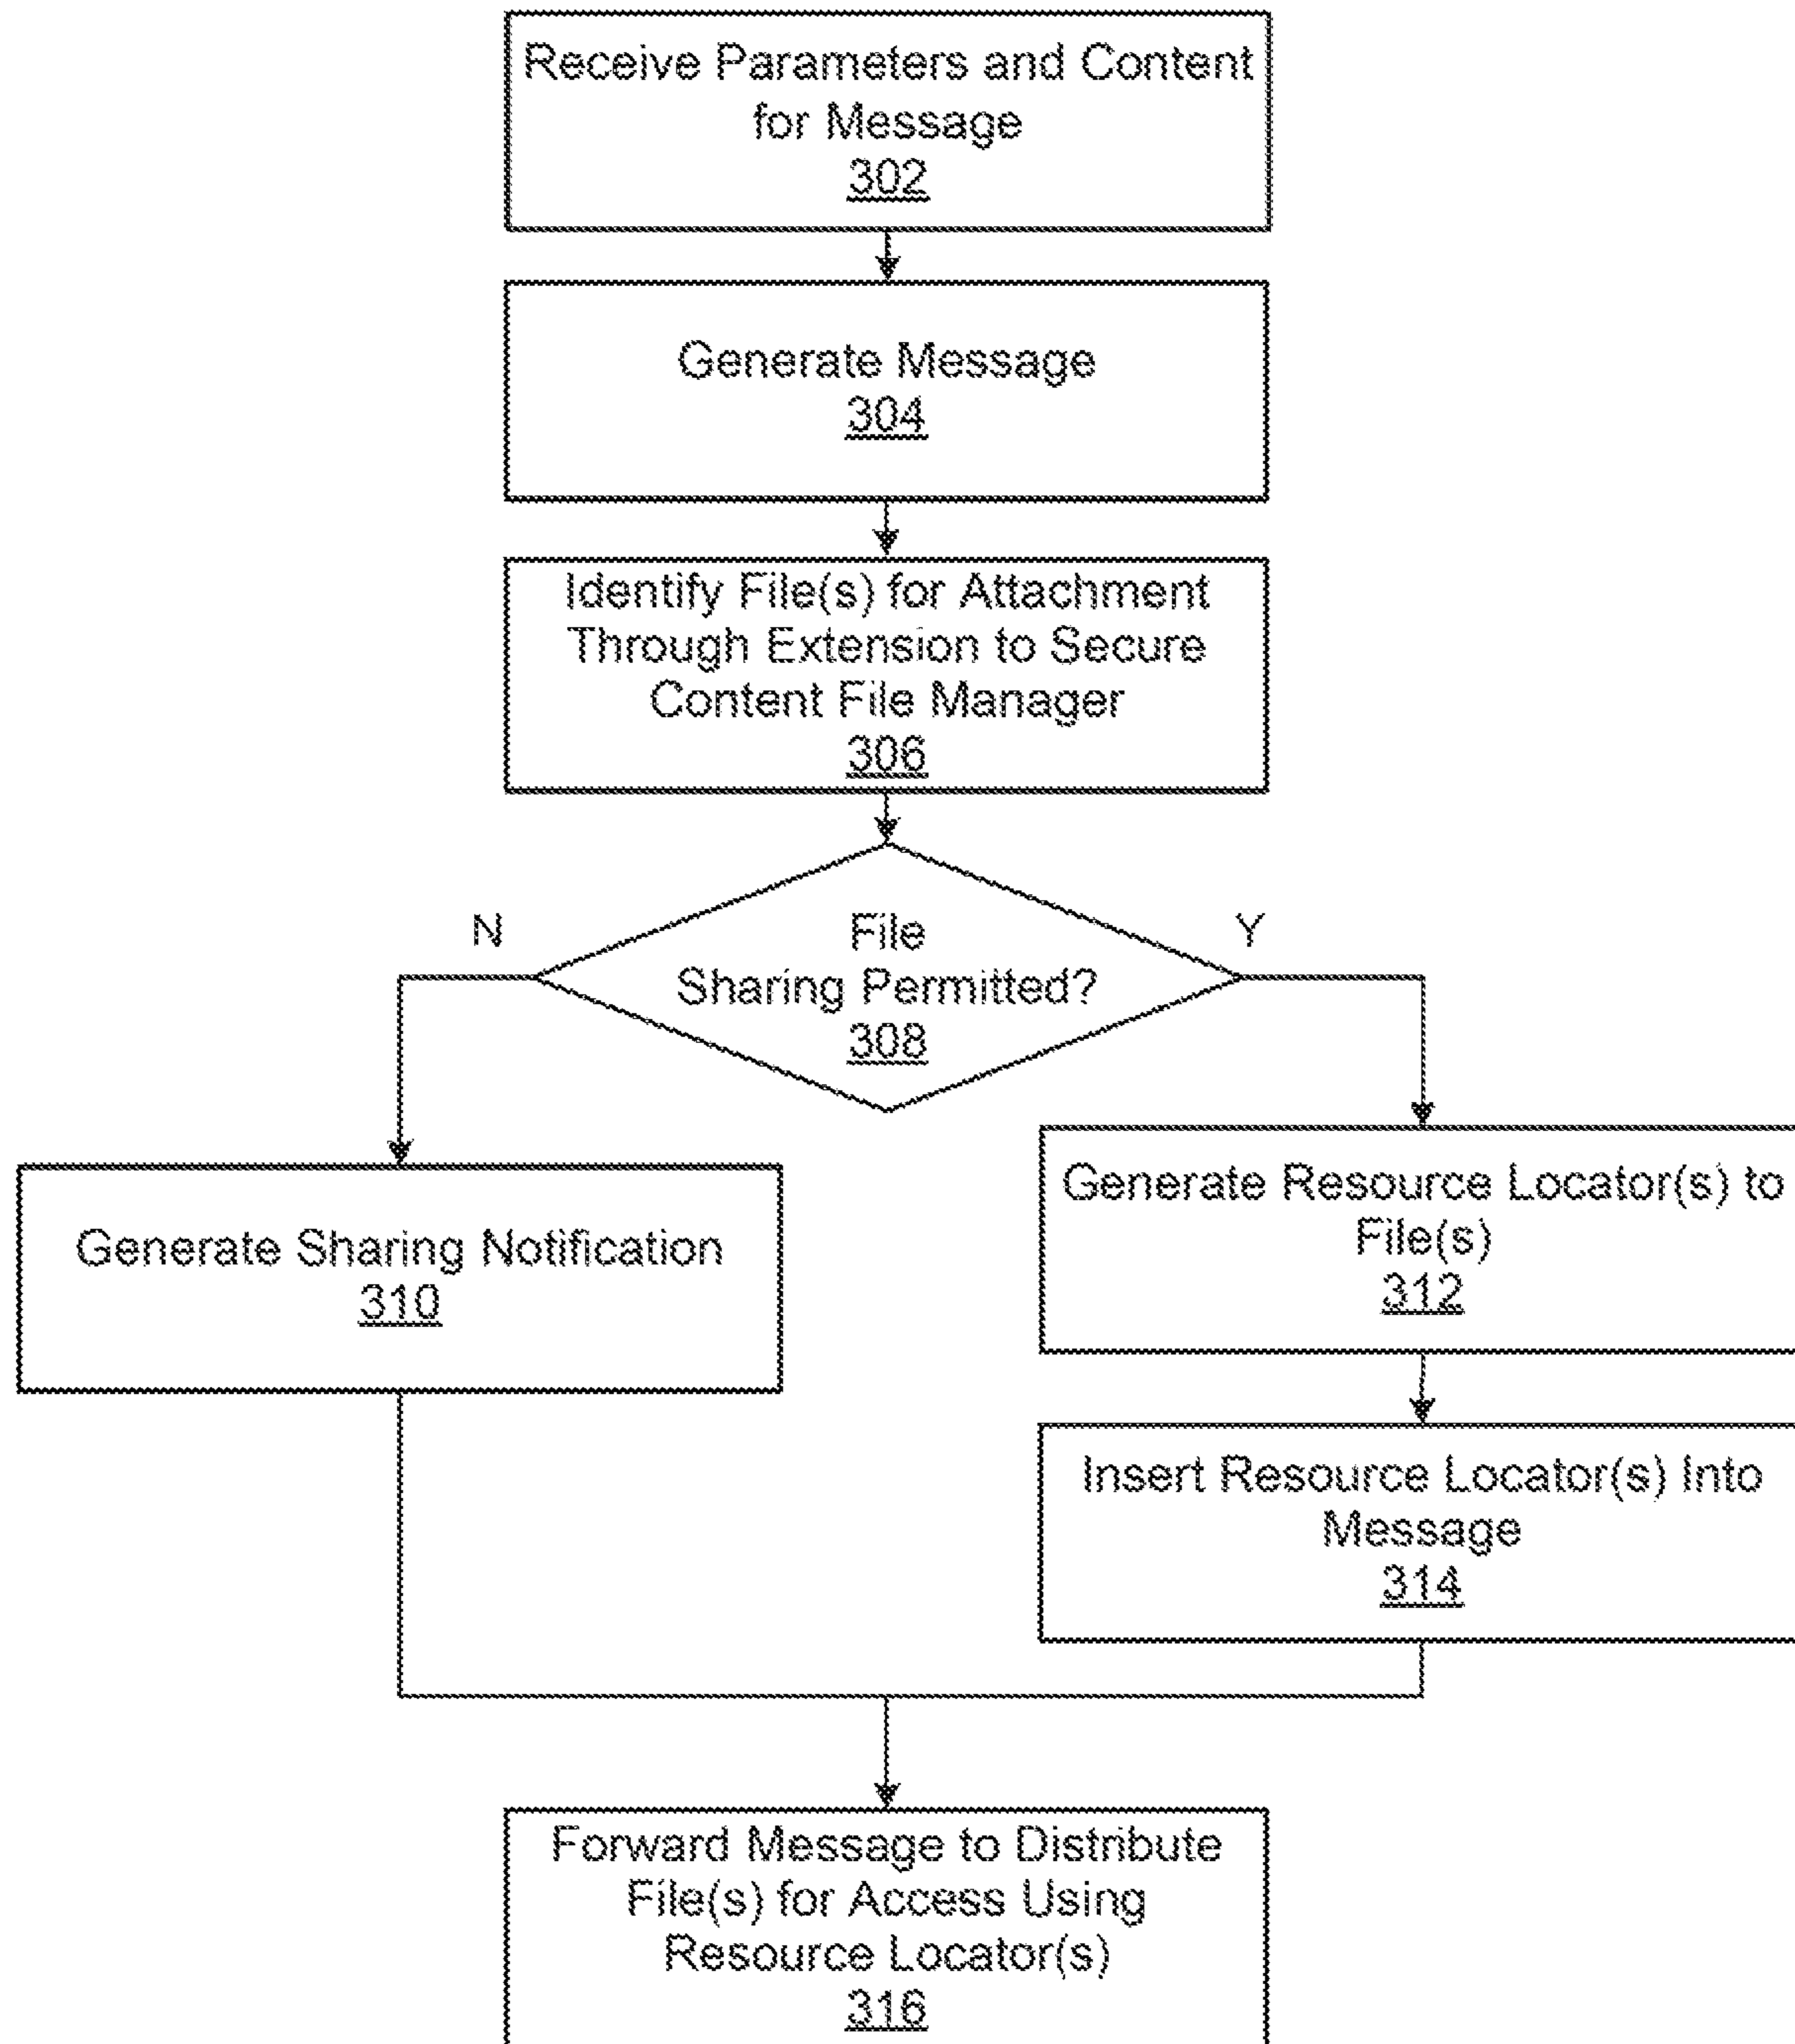 Receive Parameters and Content
for Message
302
Generate Message
304
Identify File(s) for Attachment
Through Extension to Secure
Content File Manager
306
N
File
Sharing Permitted?
308
Y
Generate Sharing Notification
310
Generate Resource Locator(s) to
File(s)
312
Insert Resource Locator(s) Into
Message
314
Forward Message to Distribute
File(s) for Access Using
Resource Locator(s)
316